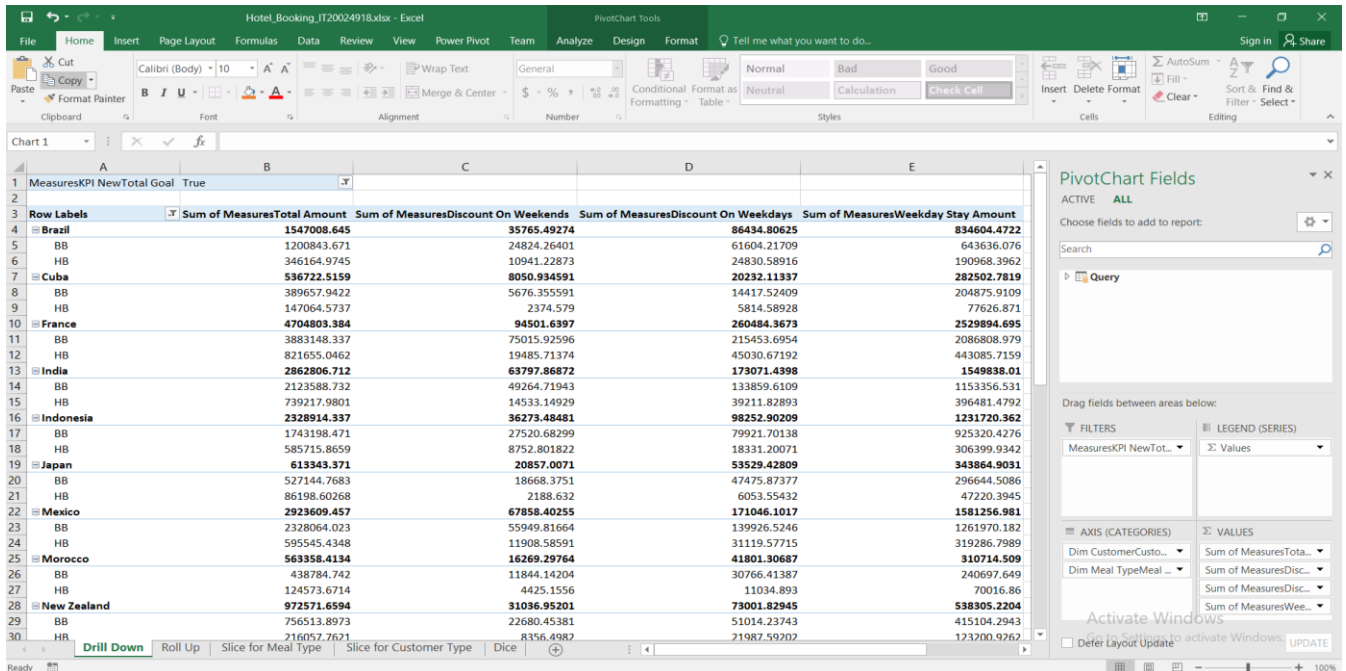 Hotel_Booking_IT20024918.xlsx - Excel PivotChart Tools
File Home Insert Page Layout Formulas Data Review View Power Pivot Team Analyze Design Format Tell me what you want to do... Sign in Share
Cut Calibri (Body) 10 Wrap Text General Normal Bad Good AutoSum
Paste Copy Neutral Calculation Check Cell Fill
Format Painter B I U A Merge & Center $ % , Conditional Formatting Format as Table Insert Delete Format Clear Sort & Filter Find & Select
Clipboard Font Alignment Number Styles Cells Editing
Chart 1 fx
A B C D E
1 MeasuresKPI NewTotal Goal True
2
3 Row Labels Sum of MeasuresTotal Amount Sum of MeasuresDiscount On Weekends Sum of MeasuresDiscount On Weekdays Sum of MeasuresWeekday Stay Amount
4 Brazil 1547008.645 35765.49274 86434.80625 834604.4722
5 BB 1200843.671 24824.26401 61604.21709 643636.076
6 HB 346164.9745 10941.22873 24830.58916 190968.3962
7 Cuba 536722.5159 8050.934591 20232.11337 282502.7819
8 BB 389657.9422 5676.355591 14417.52409 204875.9109
9 HB 147064.5737 2374.579 5814.58928 77626.871
10 France 4704803.384 94501.6397 260484.3673 2529894.695
11 BB 3883148.337 75015.92596 215453.6954 2086808.979
12 HB 821655.0462 19485.71374 45030.67192 443085.7159
13 India 2862806.712 63797.86872 173071.4398 1549838.01
14 BB 2123588.732 49264.71943 133859.6109 1153356.531
15 HB 739217.9801 14533.14929 39211.82893 396481.4792
16 Indonesia 2328914.337 36273.48481 98252.90209 1231720.362
17 BB 1743198.471 27520.68299 79921.70138 925320.4276
18 HB 585715.8659 8752.801822 18331.20071 306399.9342
19 Japan 613343.371 20857.0071 53529.42809 343864.9031
20 BB 527144.7683 18668.3751 47475.87377 296644.5086
21 HB 86198.60268 2188.632 6053.55432 47220.3945
22 Mexico 2923609.457 67858.40255 171046.1017 1581256.981
23 BB 2328064.023 55949.81664 139926.5246 1261970.182
24 HB 595545.4348 11908.58591 31119.57715 319286.7989
25 Morocco 563358.4134 16269.29764 41801.30687 310714.509
26 BB 438784.742 11844.14204 30766.41387 240697.649
27 HB 124573.6714 4425.1556 11034.893 70016.86
28 New Zealand 972571.6594 31036.95201 73001.82945 538305.2204
29 BB 756513.8973 22680.45381 51014.23743 415104.2943
30 HB 216057.7621 8356.4982 21987.59202 123200.9262
Drill Down Roll Up Slice for Meal Type Slice for Customer Type Dice
Ready 100%
PivotChart Fields
ACTIVE ALL
Choose fields to add to report:
Search
Query
Drag fields between areas below:
FILTERS LEGEND (SERIES)
MeasuresKPI NewTot... Σ Values
AXIS (CATEGORIES) Σ VALUES
Dim CustomerCusto... Sum of MeasuresTota...
Dim Meal TypeMeal ... Sum of MeasuresDisc...
Sum of MeasuresDisc...
Sum of MeasuresWee...
Activate Windows
Go to Settings to activate Windows.
Defer Layout Update UPDATE